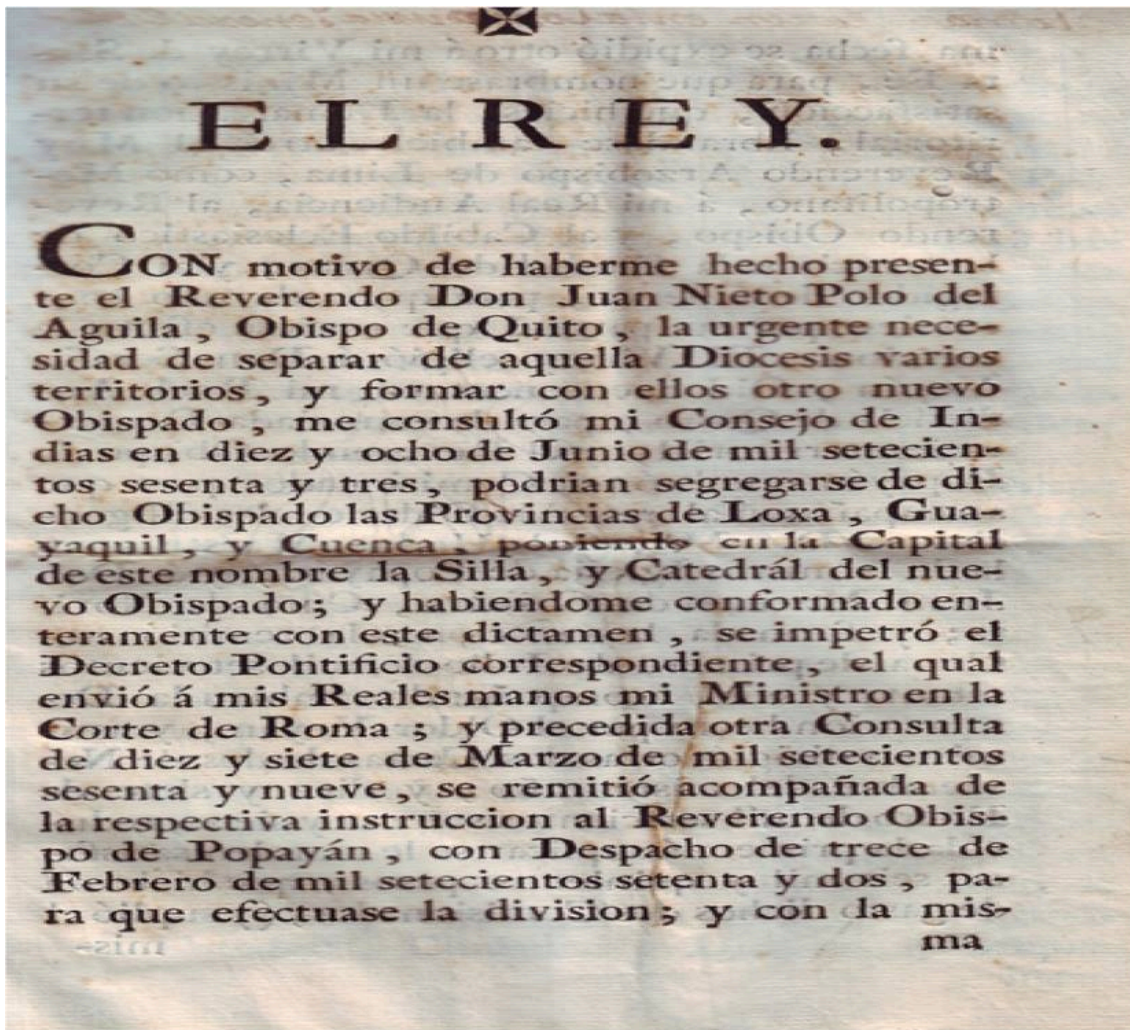 EL REY.
CON motivo de haberme hecho presen-
te el Reverendo Don Juan Nieto Polo del
Aguila, Obispo de Quito, la urgente nece-
sidad de separar de aquella Diocesis varios
territorios, y formar con ellos otro nuevo
Obispado, me consultó mi Consejo de In-
dias en diez y ocho de Junio de mil setecien-
tos sesenta y tres, podrian segregarse de di-
cho Obispado las Provincias de Loxa, Gua-
yaquil, y Cuenca, poniendo en la Capital
de este nombre la Silla, y Catedrál del nue-
vo Obispado; y habiendome conformado en-
teramente con este dictamen, se impetró el
Decreto Pontificio correspondiente, el qual
envió á mis Reales manos mi Ministro en la
Corte de Roma; y precedida otra Consulta
de diez y siete de Marzo de mil setecientos
sesenta y nueve, se remitió acompañada de
la respectiva instruccion al Reverendo Obis-
po de Popayán, con Despacho de trece de
Febrero de mil setecientos setenta y dos, pa-
ra que efectuase la division; y con la mis-
ma